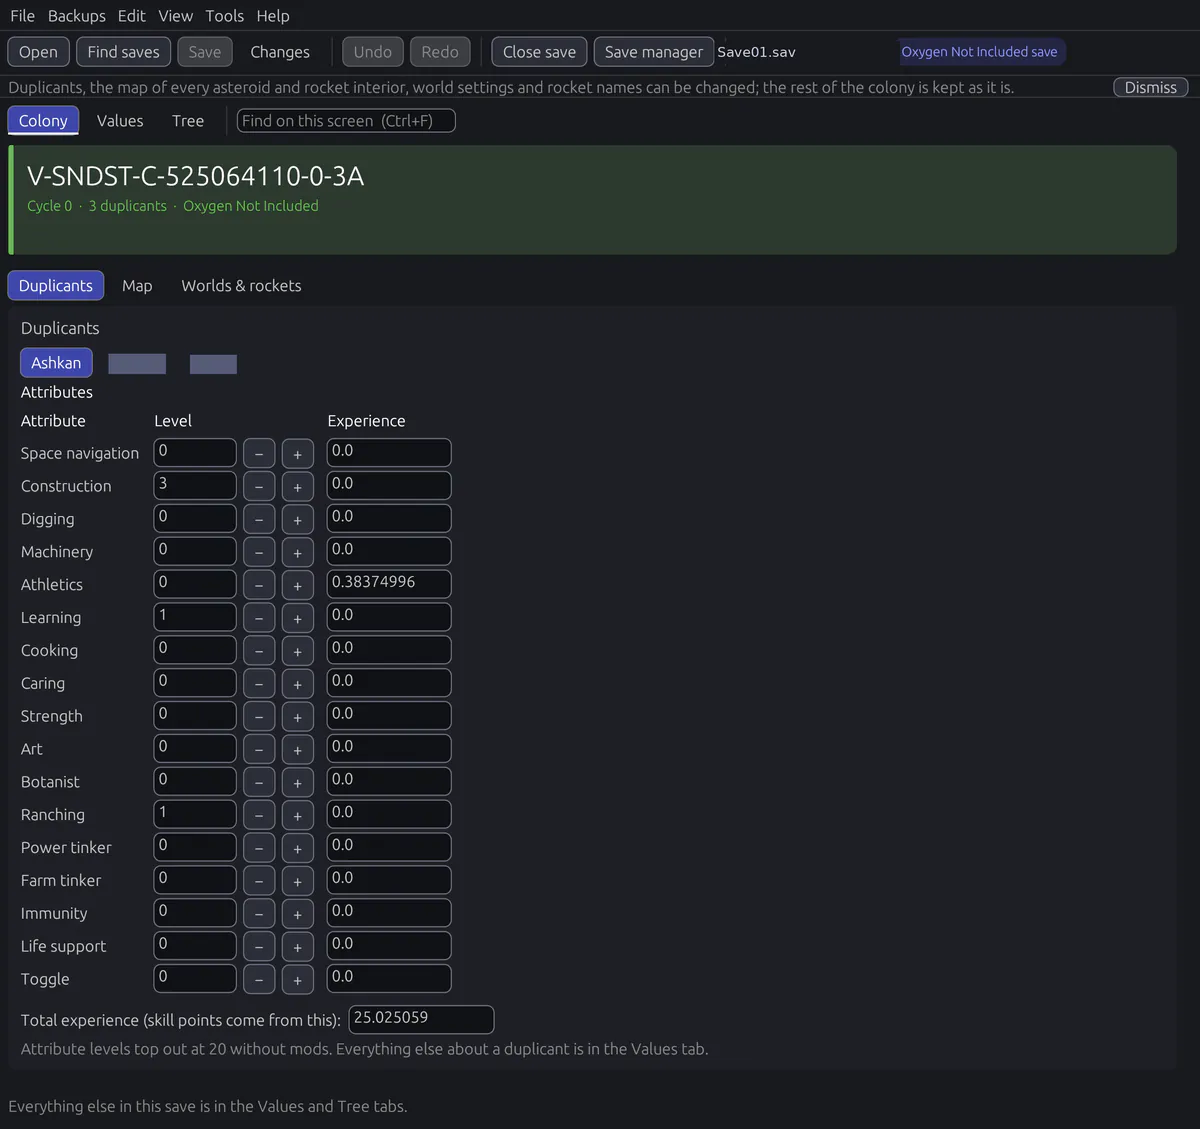 File Backups Edit View Tools Help
Open Find saves Save Changes Undo Redo Close save Save manager Save01.sav Oxygen Not Included save
Duplicants, the map of every asteroid and rocket interior, world settings and rocket names can be changed; the rest of the colony is kept as it is. Dismiss
Colony Values Tree Find on this screen (Ctrl+F)
V-SNDST-C-525064110-0-3A
Cycle 0 · 3 duplicants · Oxygen Not Included
Duplicants Map Worlds & rockets
Duplicants
Ashkan
Attributes
Attribute Level Experience
Space navigation 0 − + 0.0
Construction 3 − + 0.0
Digging 0 − + 0.0
Machinery 0 − + 0.0
Athletics 0 − + 0.38374996
Learning 1 − + 0.0
Cooking 0 − + 0.0
Caring 0 − + 0.0
Strength 0 − + 0.0
Art 0 − + 0.0
Botanist 0 − + 0.0
Ranching 1 − + 0.0
Power tinker 0 − + 0.0
Farm tinker 0 − + 0.0
Immunity 0 − + 0.0
Life support 0 − + 0.0
Toggle 0 − + 0.0
Total experience (skill points come from this): 25.025059
Attribute levels top out at 20 without mods. Everything else about a duplicant is in the Values tab.
Everything else in this save is in the Values and Tree tabs.